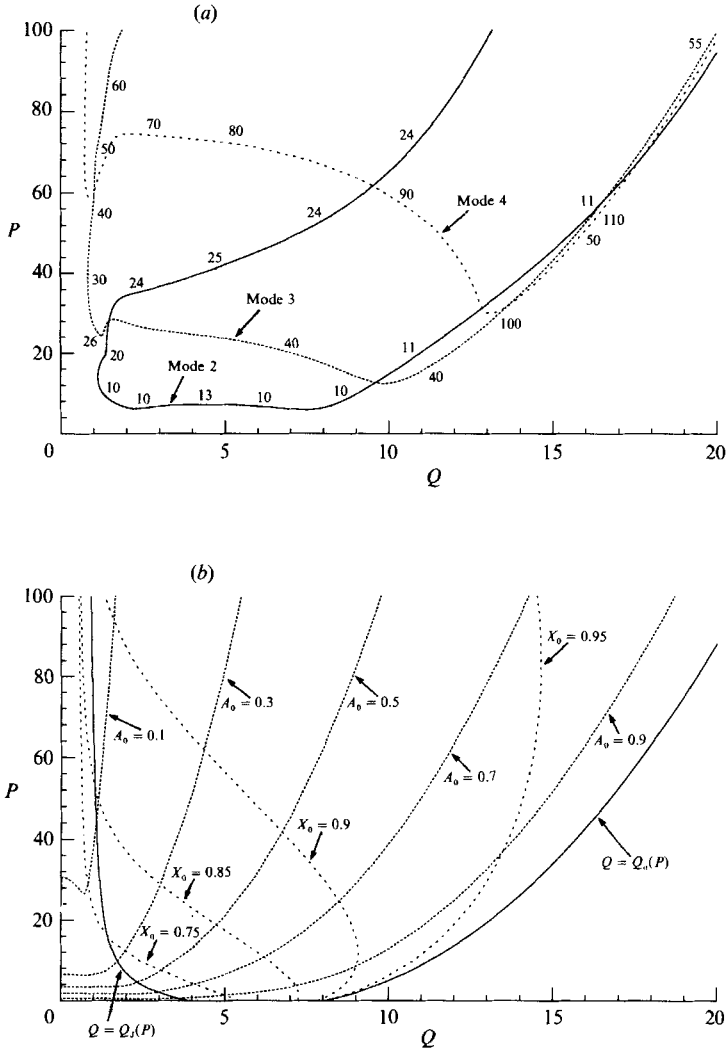 (a)
100
80
60
40
20
0
P
60
50
40
30
26
20
10
70
80
24
24
25
24
90
Mode 4
Mode 3
40
Mode 2
10
13
10
10
11
40
100
11
110
50
55
5
10
15
20
Q
(b)
100
80
60
40
20
0
P
A₀ = 0.1
A₀ = 0.3
A₀ = 0.5
A₀ = 0.7
A₀ = 0.9
X₀ = 0.95
X₀ = 0.9
X₀ = 0.85
X₀ = 0.75
Q = Qₐ(P)
Q = Q_J(P)
5
10
15
20
Q